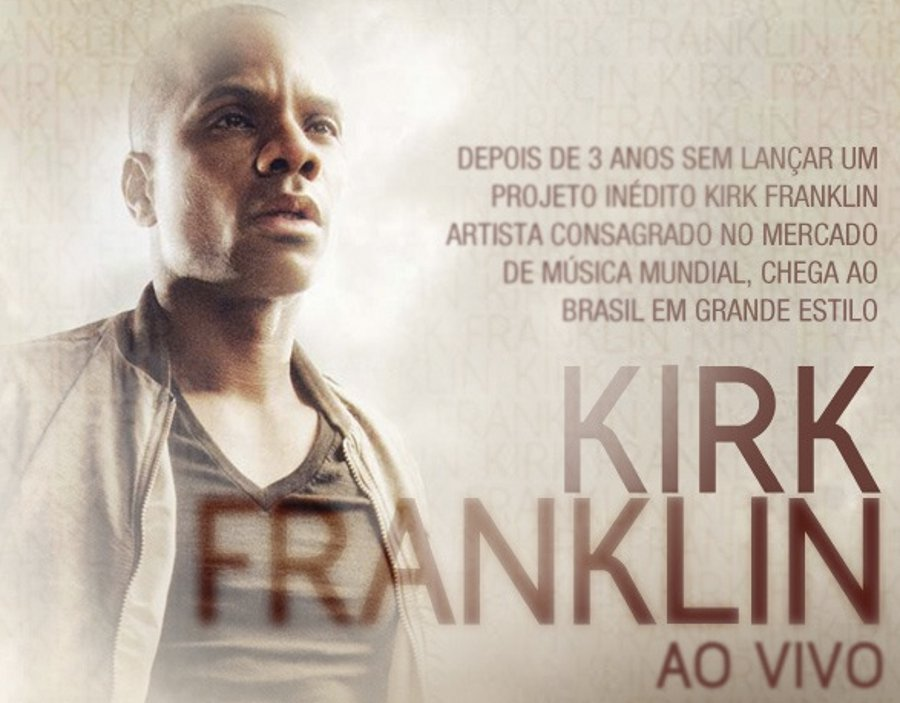 DEPOIS DE 3 ANOS SEM LANÇAR UM
PROJETO INÉDITO KIRK FRANKLIN
ARTISTA CONSAGRADO NO MERCADO
DE MÚSICA MUNDIAL, CHEGA AO
BRASIL EM GRANDE ESTILO
KIRK
FRANKLIN
AO VIVO